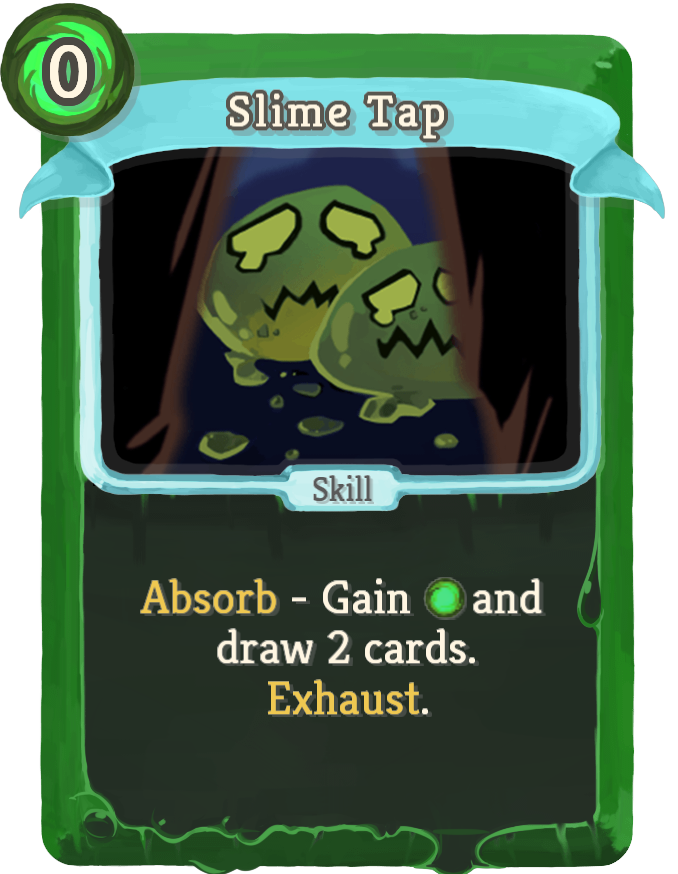 0
Slime Tap
Skill
Absorb - Gain and
draw 2 cards.
Exhaust.